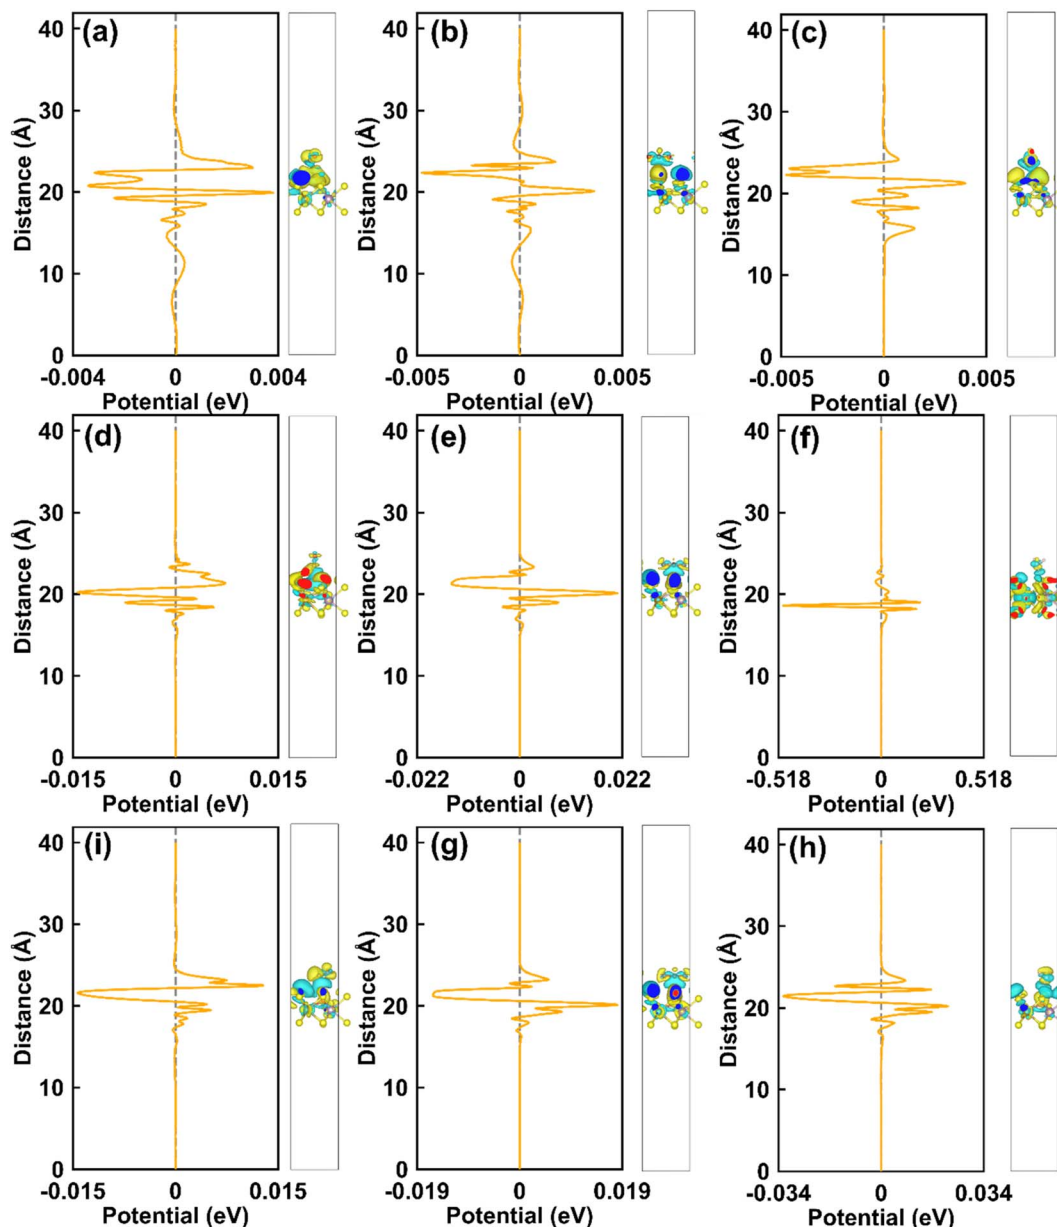 (a)
40
30
20
10
0
Distance (Å)
-0.004 0 0.004
Potential (eV)
(b)
40
30
20
10
0
Distance (Å)
-0.005 0 0.005
Potential (eV)
(c)
40
30
20
10
0
Distance (Å)
-0.005 0 0.005
Potential (eV)
(d)
40
30
20
10
0
Distance (Å)
-0.015 0 0.015
Potential (eV)
(e)
40
30
20
10
0
Distance (Å)
-0.022 0 0.022
Potential (eV)
(f)
40
30
20
10
0
Distance (Å)
-0.518 0 0.518
Potential (eV)
(i)
40
30
20
10
0
Distance (Å)
-0.015 0 0.015
Potential (eV)
(g)
40
30
20
10
0
Distance (Å)
-0.019 0 0.019
Potential (eV)
(h)
40
30
20
10
0
Distance (Å)
-0.034 0 0.034
Potential (eV)